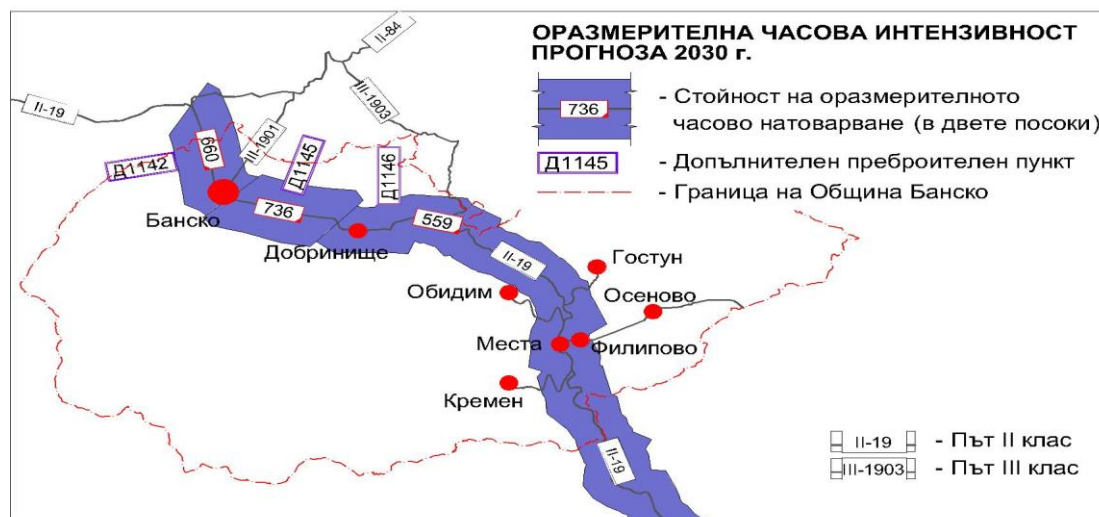 ОРАЗМЕРИТЕЛНА ЧАСОВА ИНТЕНЗИВНОСТ
ПРОГНОЗА 2030 г.
736
- Стойност на оразмерителното
часово натоварване (в двете посоки)
Д1145
- Допълнителен преброителен пункт
- Граница на Община Банско
II-84
II-19
III-1903
III-1901
660
Д1142
Д1145
Д1146
Банско
736
559
Добринище
II-19
Гостун
Обидим
Осеново
Места
Филипово
Кремен
II-19
II-19
- Път II клас
III-1903
- Път III клас